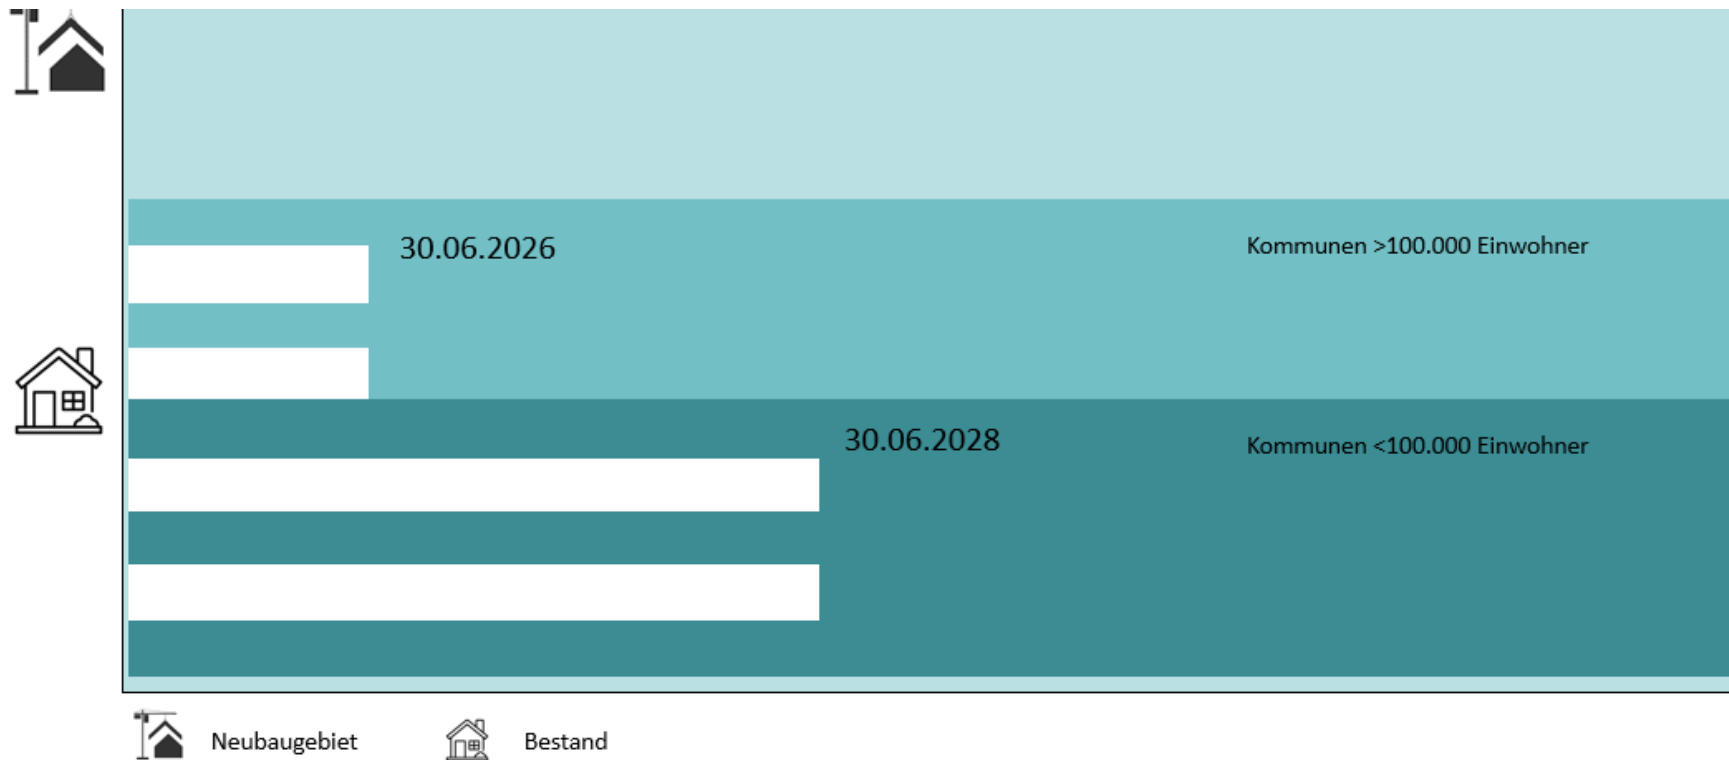 30.06.2026
Kommunen >100.000 Einwohner
30.06.2028
Kommunen <100.000 Einwohner
Neubaugebiet
Bestand